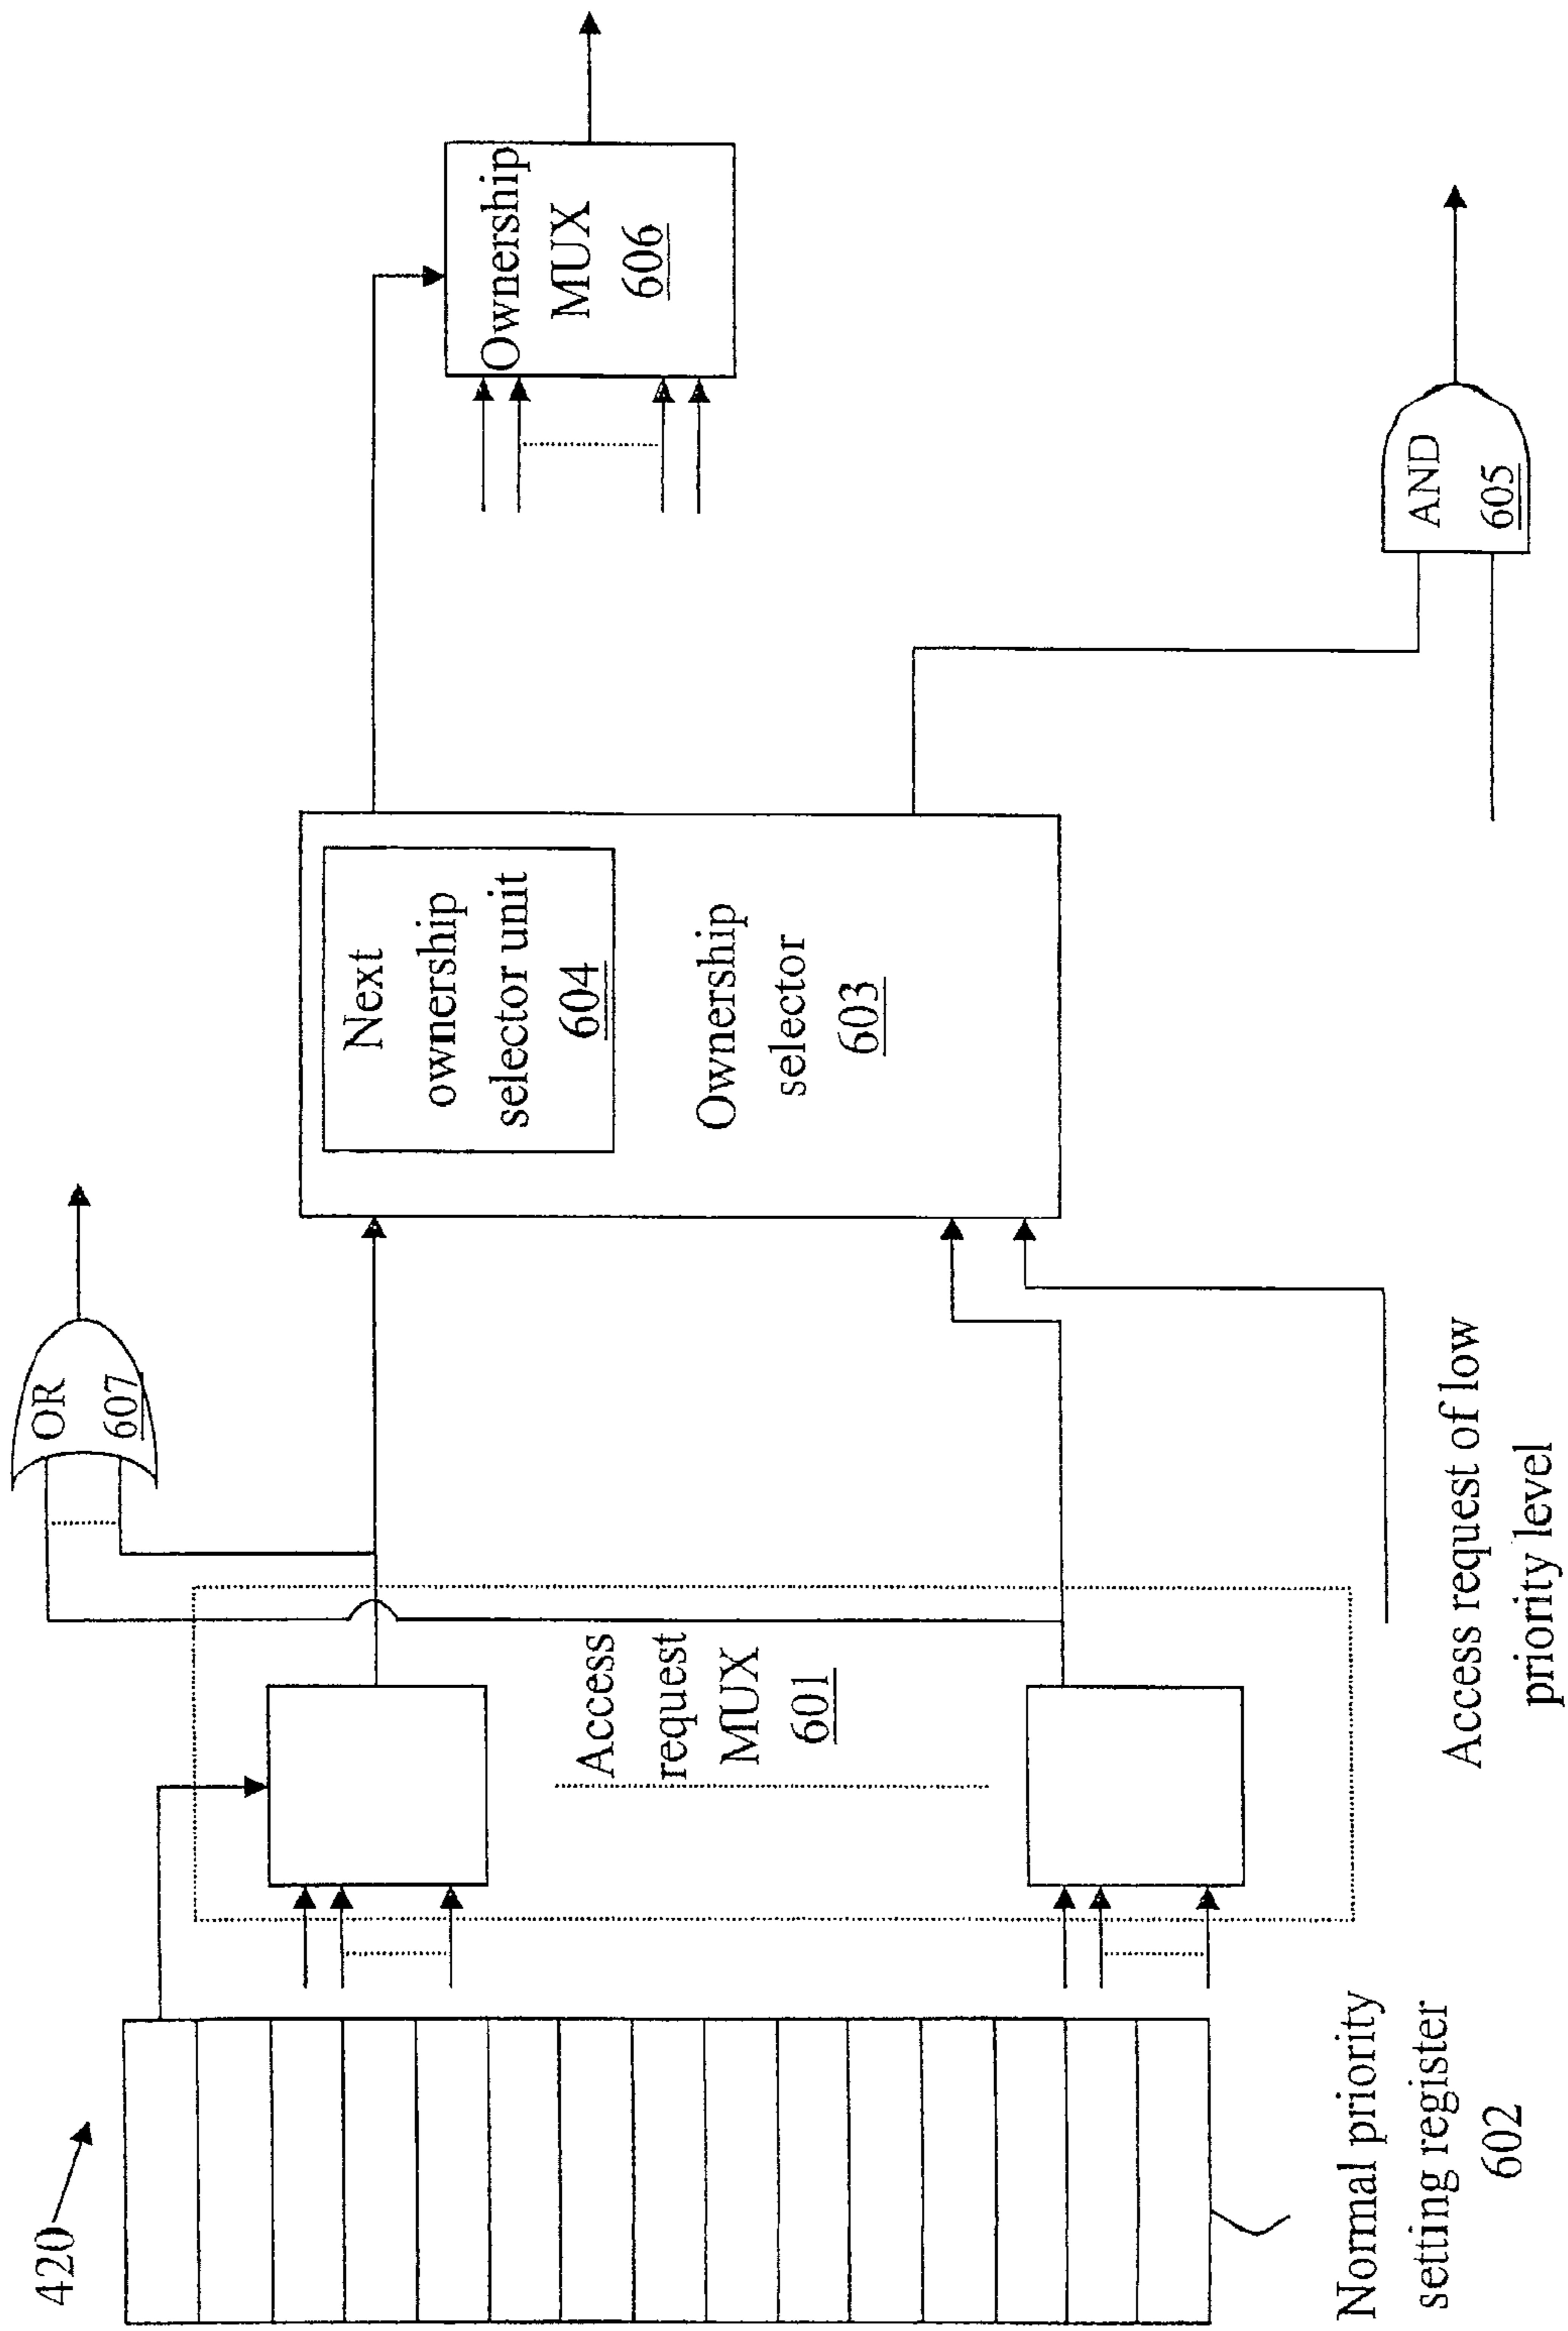 420
Normal priority
setting register
602
Access
request
MUX
601
OR
607
Access request of low
priority level
Next
ownership
selector unit
604
Ownership
selector
603
Ownership
MUX
606
AND
605